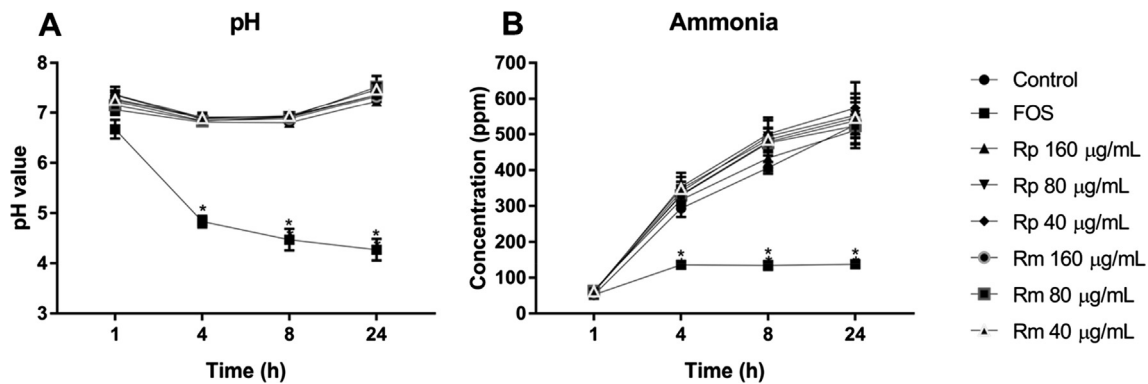 A
pH
8
7
6
5
4
3
pH value
*
*
*
1
4
8
24
Time (h)
B
Ammonia
700
600
500
400
300
200
100
0
Concentration (ppm)
*
*
*
1
4
8
24
Time (h)
Control
FOS
Rp 160 μg/mL
Rp 80 μg/mL
Rp 40 μg/mL
Rm 160 μg/mL
Rm 80 μg/mL
Rm 40 μg/mL